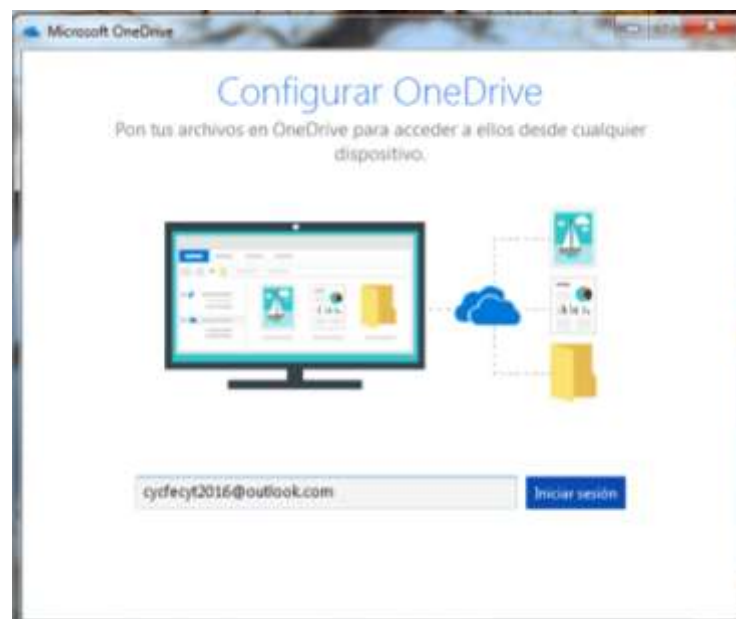 Microsoft OneDrive
Configurar OneDrive
Pon tus archivos en OneDrive para acceder a ellos desde cualquier
dispositivo.
cycfecyt2016@outlook.com
Iniciar sesión